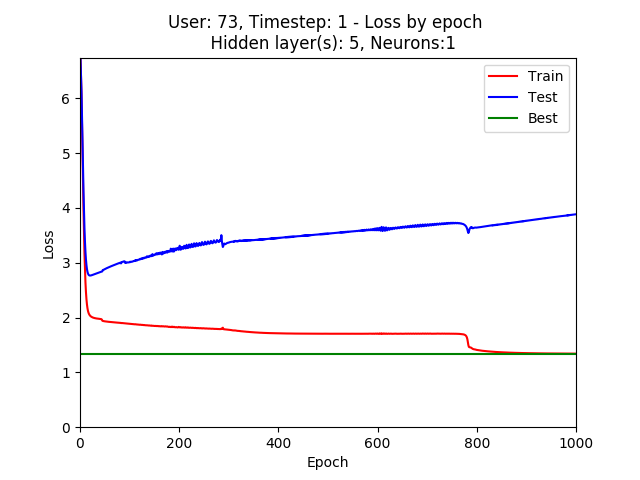 User: 73, Timestep: 1 - Loss by epoch
Hidden layer(s): 5, Neurons:1
Train
Test
Best
Loss
6
5
4
3
2
1
0
0 200 400 600 800 1000
Epoch